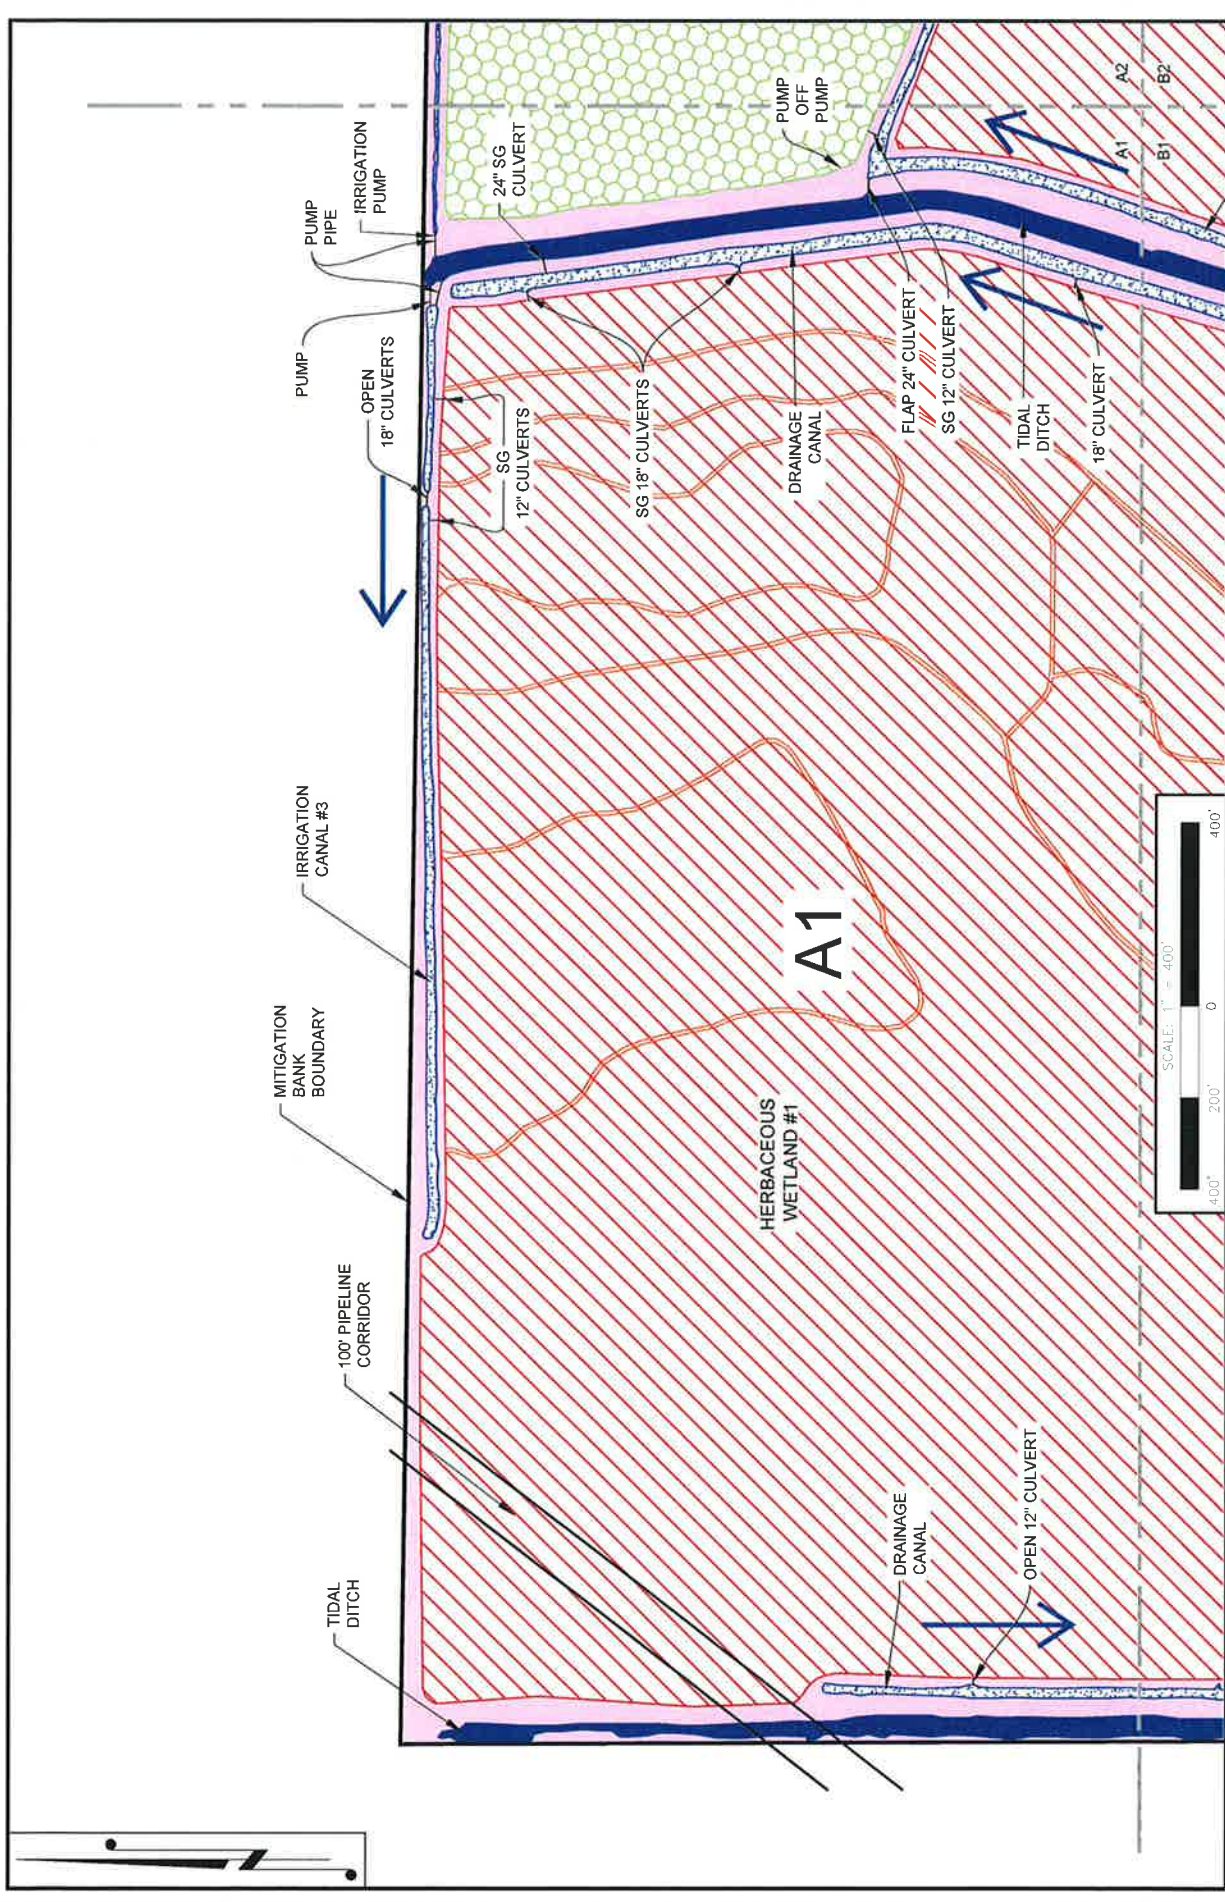 TIDAL
DITCH
100' PIPELINE
CORRIDOR
MITIGATION
BANK
BOUNDARY
IRRIGATION
CANAL #3
PUMP
OPEN
18" CULVERTS
PUMP
PIPE
IRRIGATION
PUMP
24" SG
CULVERT
SG
12" CULVERTS
SG 18" CULVERTS
DRAINAGE
CANAL
PUMP
OFF
PUMP
FLAP 24" CULVERT
SG 12" CULVERT
TIDAL
DITCH
18" CULVERT
A1
HERBACEOUS
WETLAND #1
DRAINAGE
CANAL
OPEN 12" CULVERT
A1
A2
B1
B2
SCALE: 1" = 400'
400'
200'
0
400'